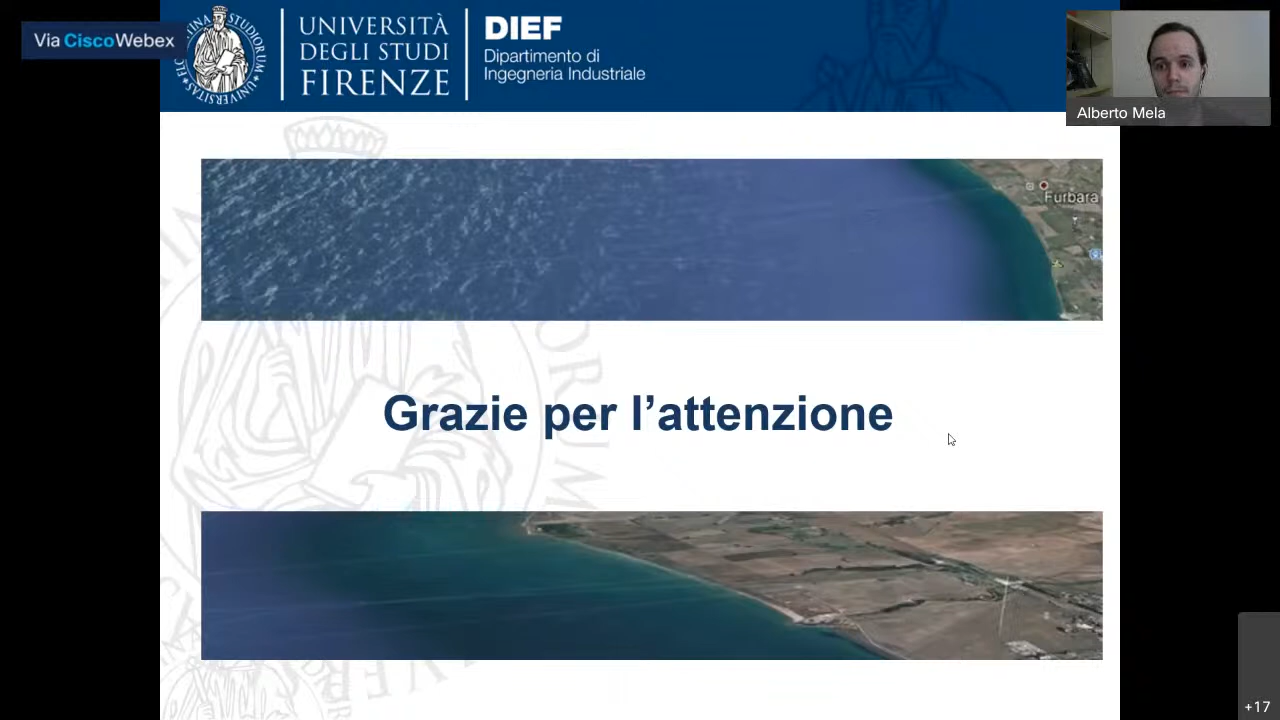 Via CiscoWebex
UNIVERSITÀ
DEGLI STUDI
FIRENZE
DIEF
Dipartimento di
Ingegneria Industriale
Alberto Mela
Furbara
Grazie per l’attenzione
+17